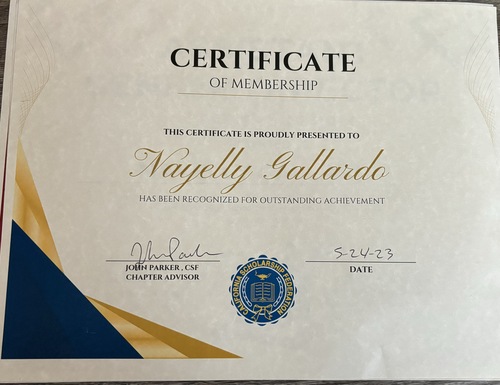 CERTIFICATE
OF MEMBERSHIP
THIS CERTIFICATE IS PROUDLY PRESENTED TO
Nayelly Gallardo
HAS BEEN RECOGNIZED FOR OUTSTANDING ACHIEVEMENT
John Parker
5-24-23
JOHN PARKER , CSF
CHAPTER ADVISOR
DATE
CALIFORNIA SCHOLARSHIP FEDERATION